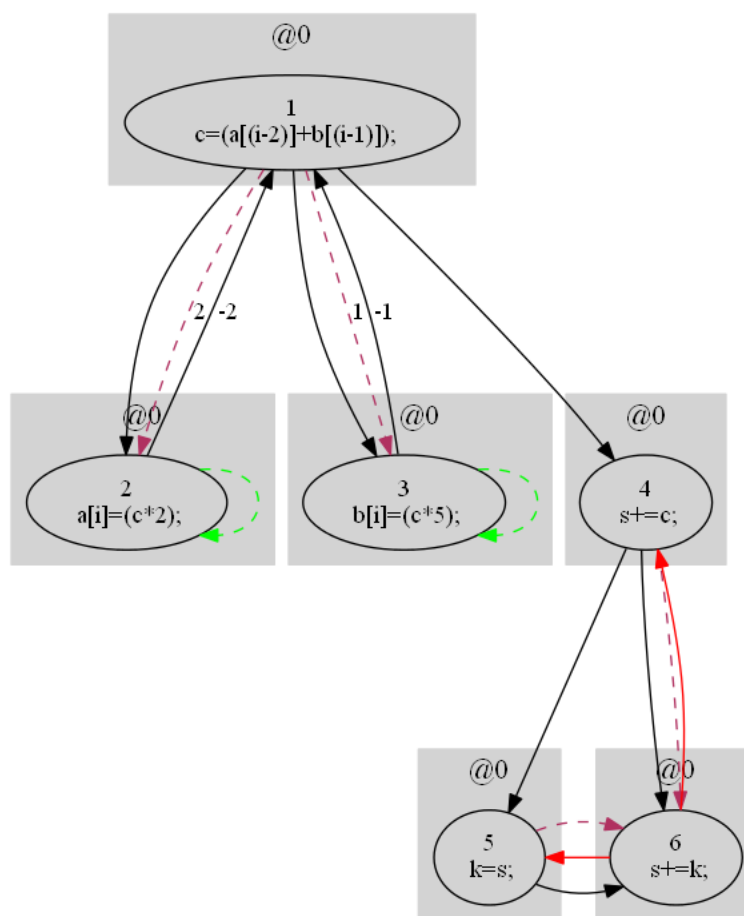 @0
1
c=(a[(i-2)]+b[(i-1)]);
2 -2 1 -1
@0 @0 @0
2 3 4
a[i]=(c*2); b[i]=(c*5); s+=c;
@0 @0
5 6
k=s; s+=k;